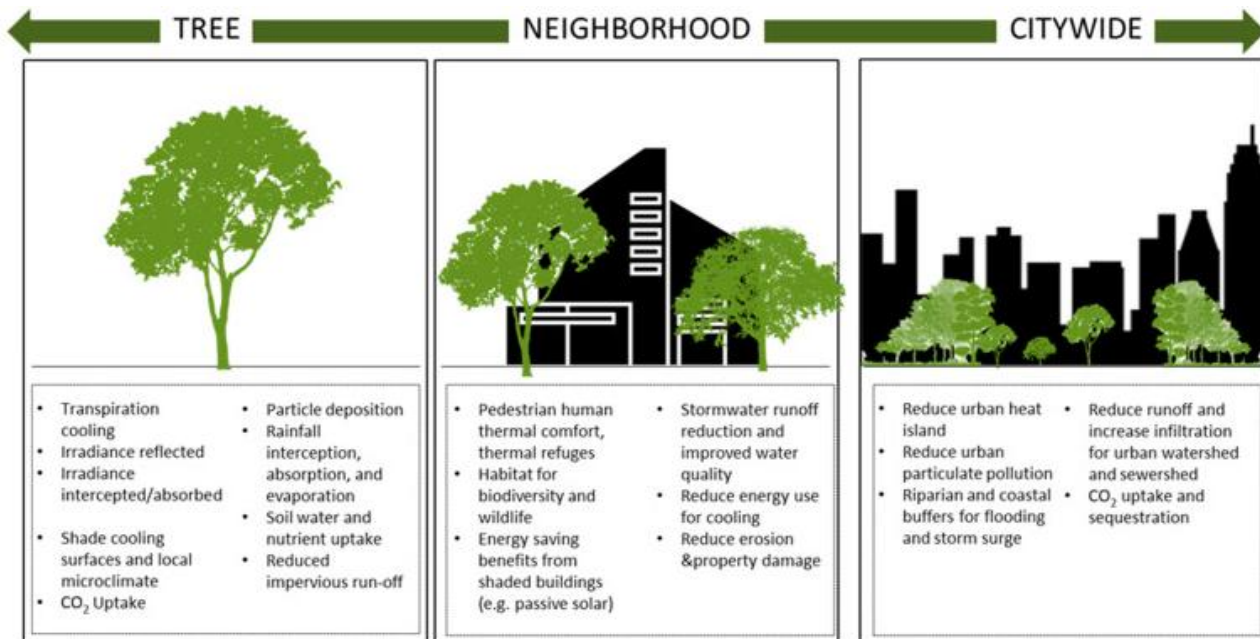 TREE
NEIGHBORHOOD
CITYWIDE
• Transpiration
cooling
• Irradiance reflected
• Irradiance
intercepted/absorbed
• Shade cooling
surfaces and local
microclimate
• CO₂ Uptake
• Particle deposition
• Rainfall
interception,
absorption, and
evaporation
• Soil water and
nutrient uptake
• Reduced
impervious run-off
• Pedestrian human
thermal comfort,
thermal refuges
• Habitat for
biodiversity and
wildlife
• Energy saving
benefits from
shaded buildings
(e.g. passive solar)
• Stormwater runoff
reduction and
improved water
quality
• Reduce energy use
for cooling
• Reduce erosion
&property damage
• Reduce urban heat
island
• Reduce urban
particulate pollution
• Riparian and coastal
buffers for flooding
and storm surge
• Reduce runoff and
increase infiltration
for urban watershed
and sewershed
• CO₂ uptake and
sequestration